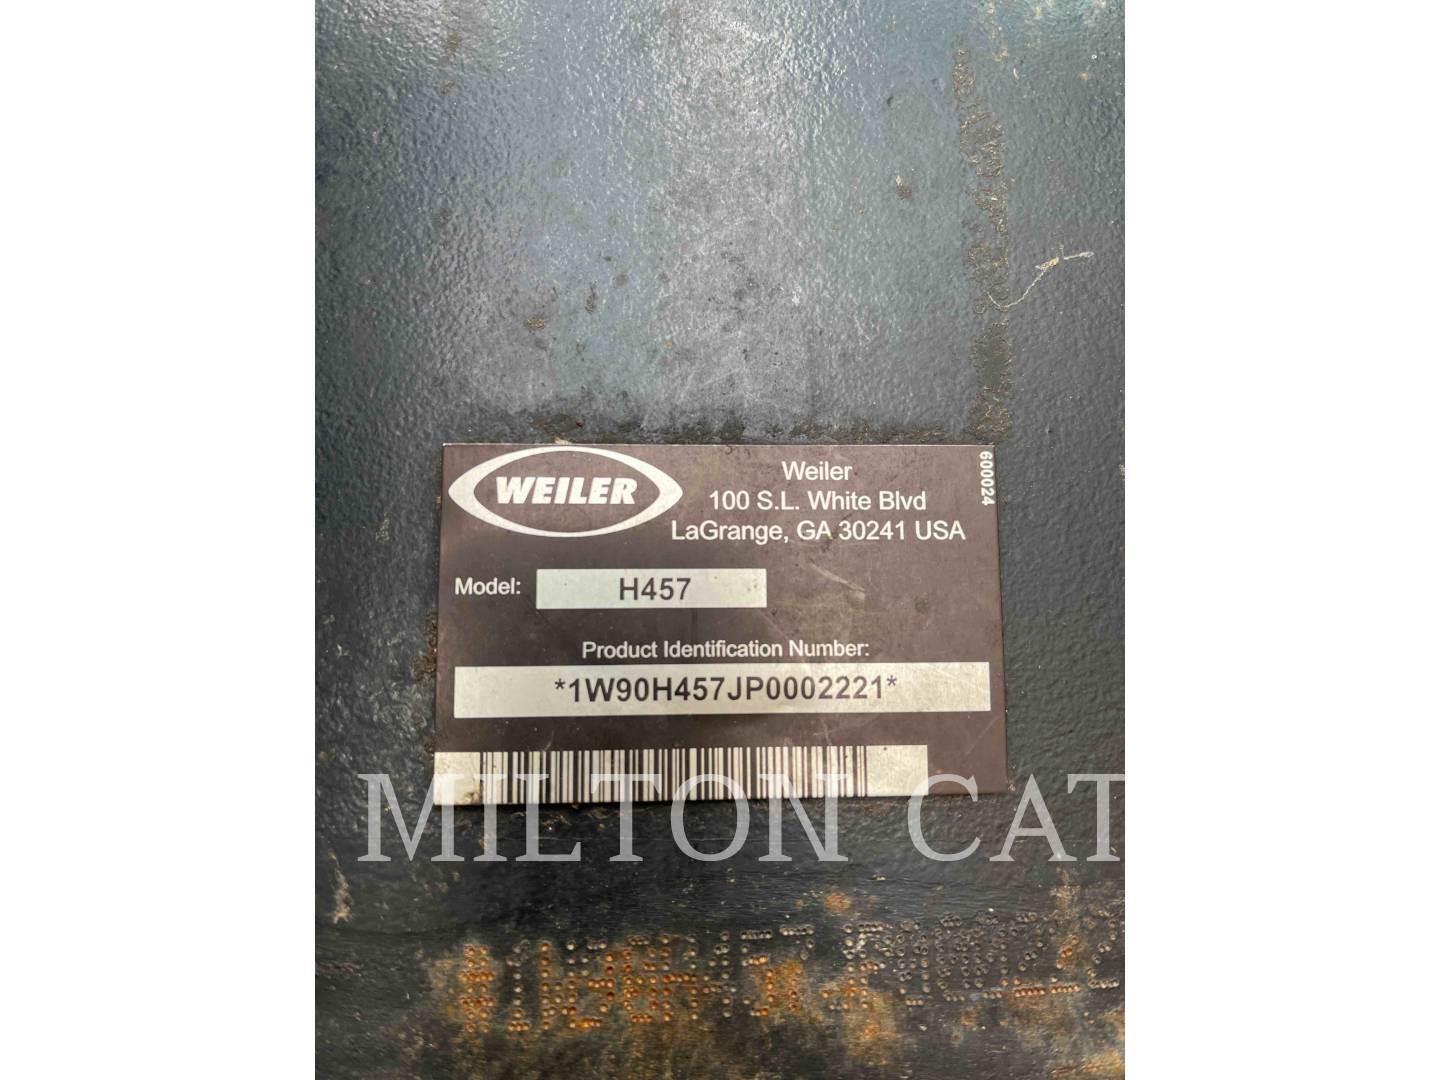 WEILER
Weiler
100 S.L. White Blvd
LaGrange, GA 30241 USA
600024
Model: H457
Product Identification Number:
*1W90H457JP0002221*
MILTON CAT